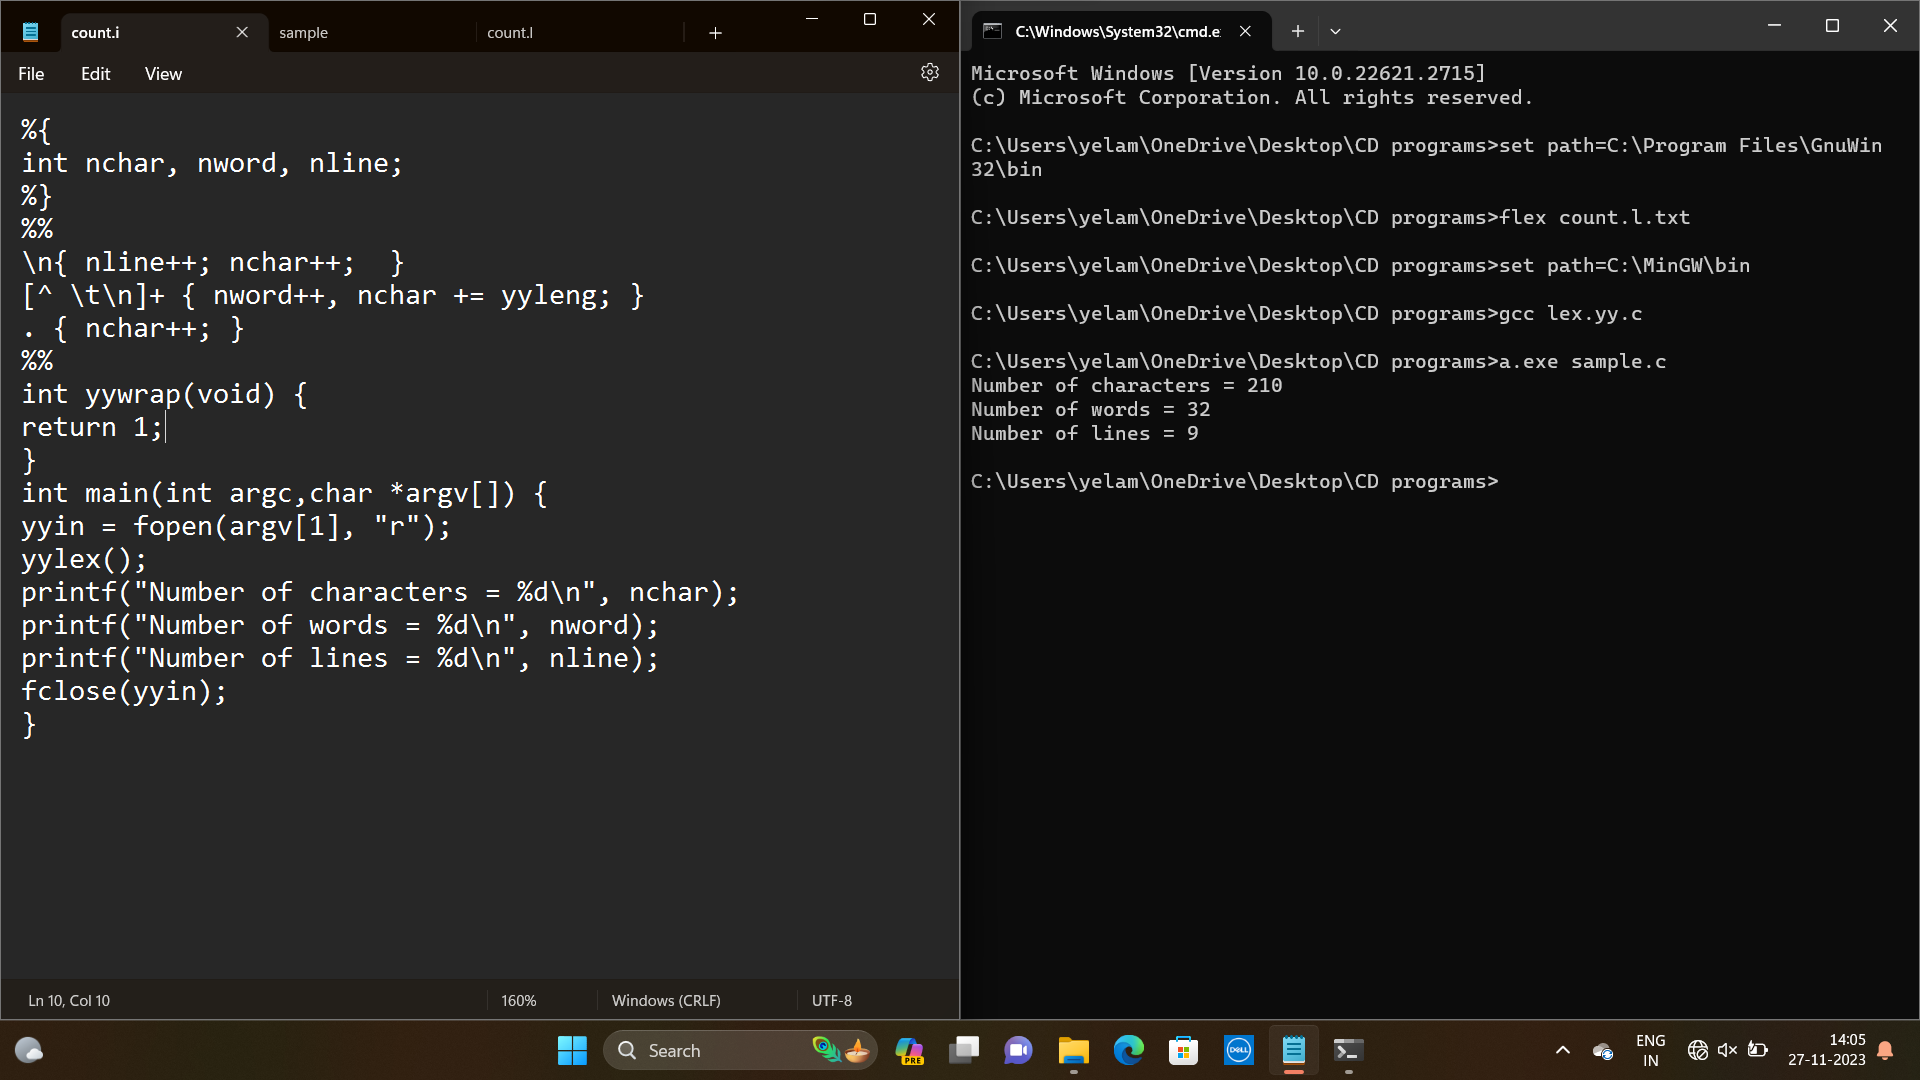 count.i
sample
count.l
File Edit View
%{
int nchar, nword, nline;
%}
%%
\n{ nline++; nchar++;  }
[^ \t\n]+ { nword++, nchar += yyleng; }
. { nchar++; }
%%
int yywrap(void) {
return 1;
}
int main(int argc,char *argv[]) {
yyin = fopen(argv[1], "r");
yylex();
printf("Number of characters = %d\n", nchar);
printf("Number of words = %d\n", nword);
printf("Number of lines = %d\n", nline);
fclose(yyin);
}
Ln 10, Col 10
160%
Windows (CRLF)
UTF-8
C:\Windows\System32\cmd.e
Microsoft Windows [Version 10.0.22621.2715]
(c) Microsoft Corporation. All rights reserved.
C:\Users\yelam\OneDrive\Desktop\CD programs>set path=C:\Program Files\GnuWin
32\bin
C:\Users\yelam\OneDrive\Desktop\CD programs>flex count.l.txt
C:\Users\yelam\OneDrive\Desktop\CD programs>set path=C:\MinGW\bin
C:\Users\yelam\OneDrive\Desktop\CD programs>gcc lex.yy.c
C:\Users\yelam\OneDrive\Desktop\CD programs>a.exe sample.c
Number of characters = 210
Number of words = 32
Number of lines = 9
C:\Users\yelam\OneDrive\Desktop\CD programs>
Search
PRE
DELL
ENG
IN
14:05
27-11-2023